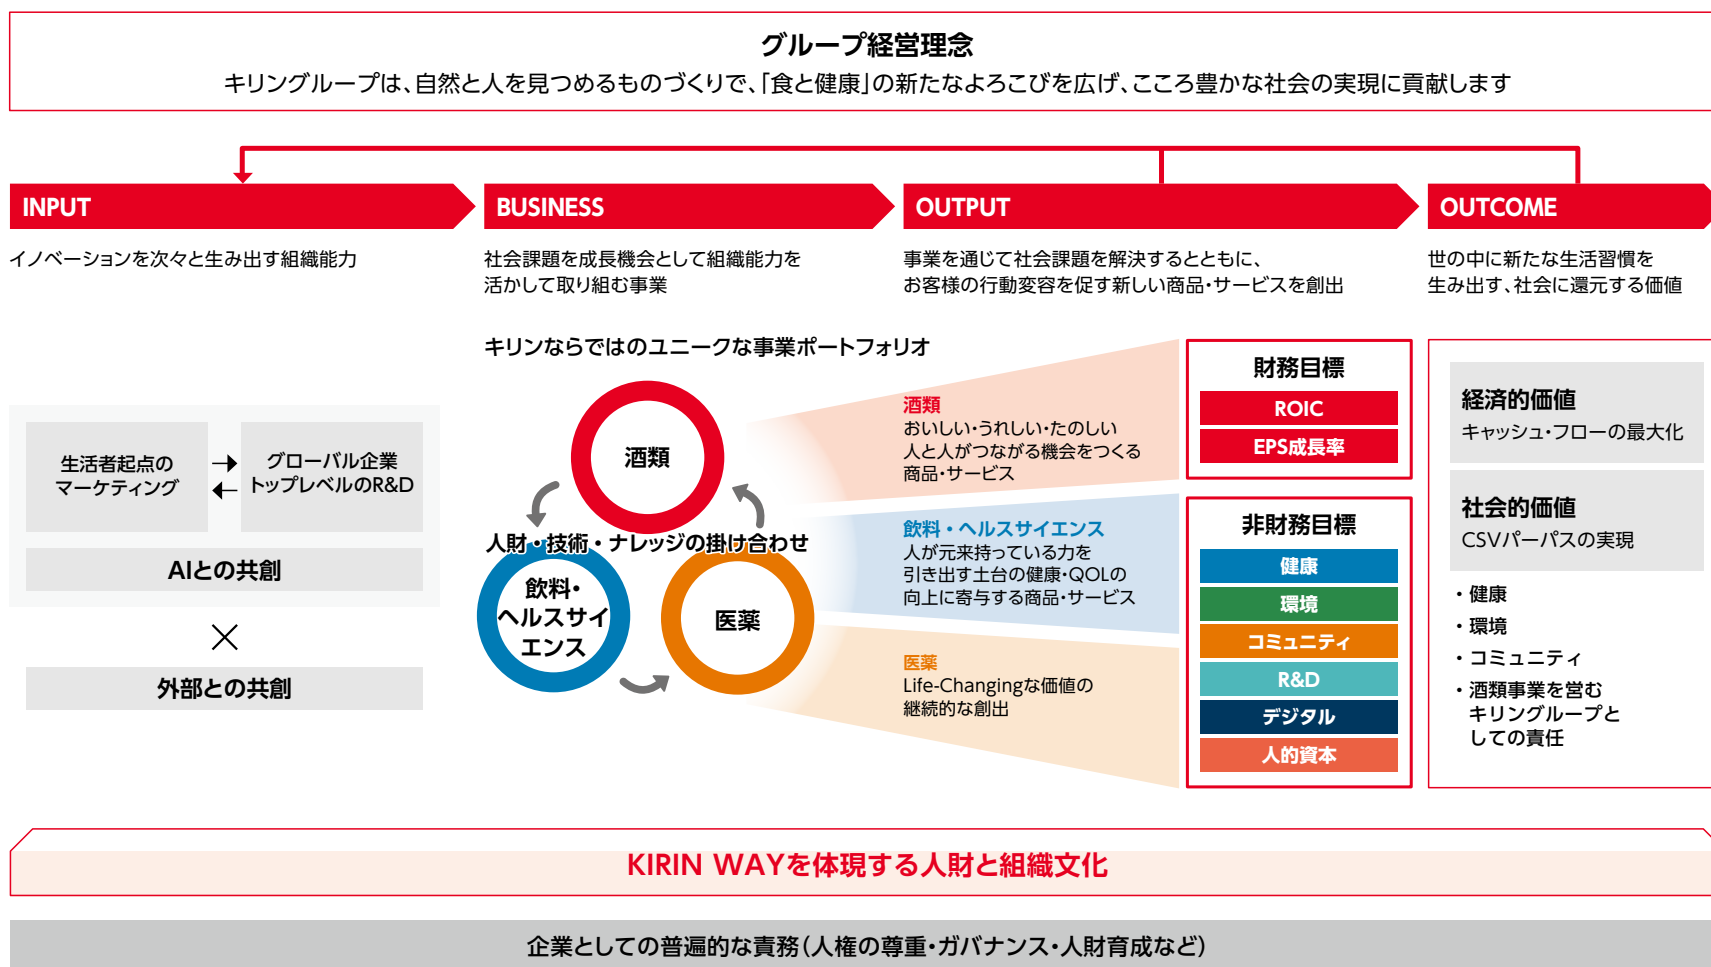 グループ経営理念
キリングループは、自然と人を見つめるものづくりで、「食と健康」の新たなよろこびを広げ、こころ豊かな社会の実現に貢献します
INPUT
イノベーションを次々と生み出す組織能力
生活者起点の
マーケティング
グローバル企業
トップレベルのR&D
AIとの共創
×
外部との共創
BUSINESS
社会課題を成長機会として組織能力を
活かして取り組む事業
キリンならではのユニークな事業ポートフォリオ
酒類
人財・技術・ナレッジの掛け合わせ
飲料・
ヘルスサイ
エンス
医薬
OUTPUT
事業を通じて社会課題を解決するとともに、
お客様の行動変容を促す新しい商品・サービスを創出
酒類
おいしい・うれしい・たのしい
人と人がつながる機会をつくる
商品・サービス
飲料・ヘルスサイエンス
人が元来持っている力を
引き出す土台の健康・QOLの
向上に寄与する商品・サービス
医薬
Life-Changingな価値の
継続的な創出
財務目標
ROIC
EPS成長率
非財務目標
健康
環境
コミュニティ
R&D
デジタル
人的資本
OUTCOME
世の中に新たな生活習慣を
生み出す、社会に還元する価値
経済的価値
キャッシュ・フローの最大化
社会的価値
CSVパーパスの実現
・健康
・環境
・コミュニティ
・酒類事業を営む
キリングループと
しての責任
KIRIN WAYを体現する人財と組織文化
企業としての普遍的な責務(人権の尊重・ガバナンス・人財育成など)